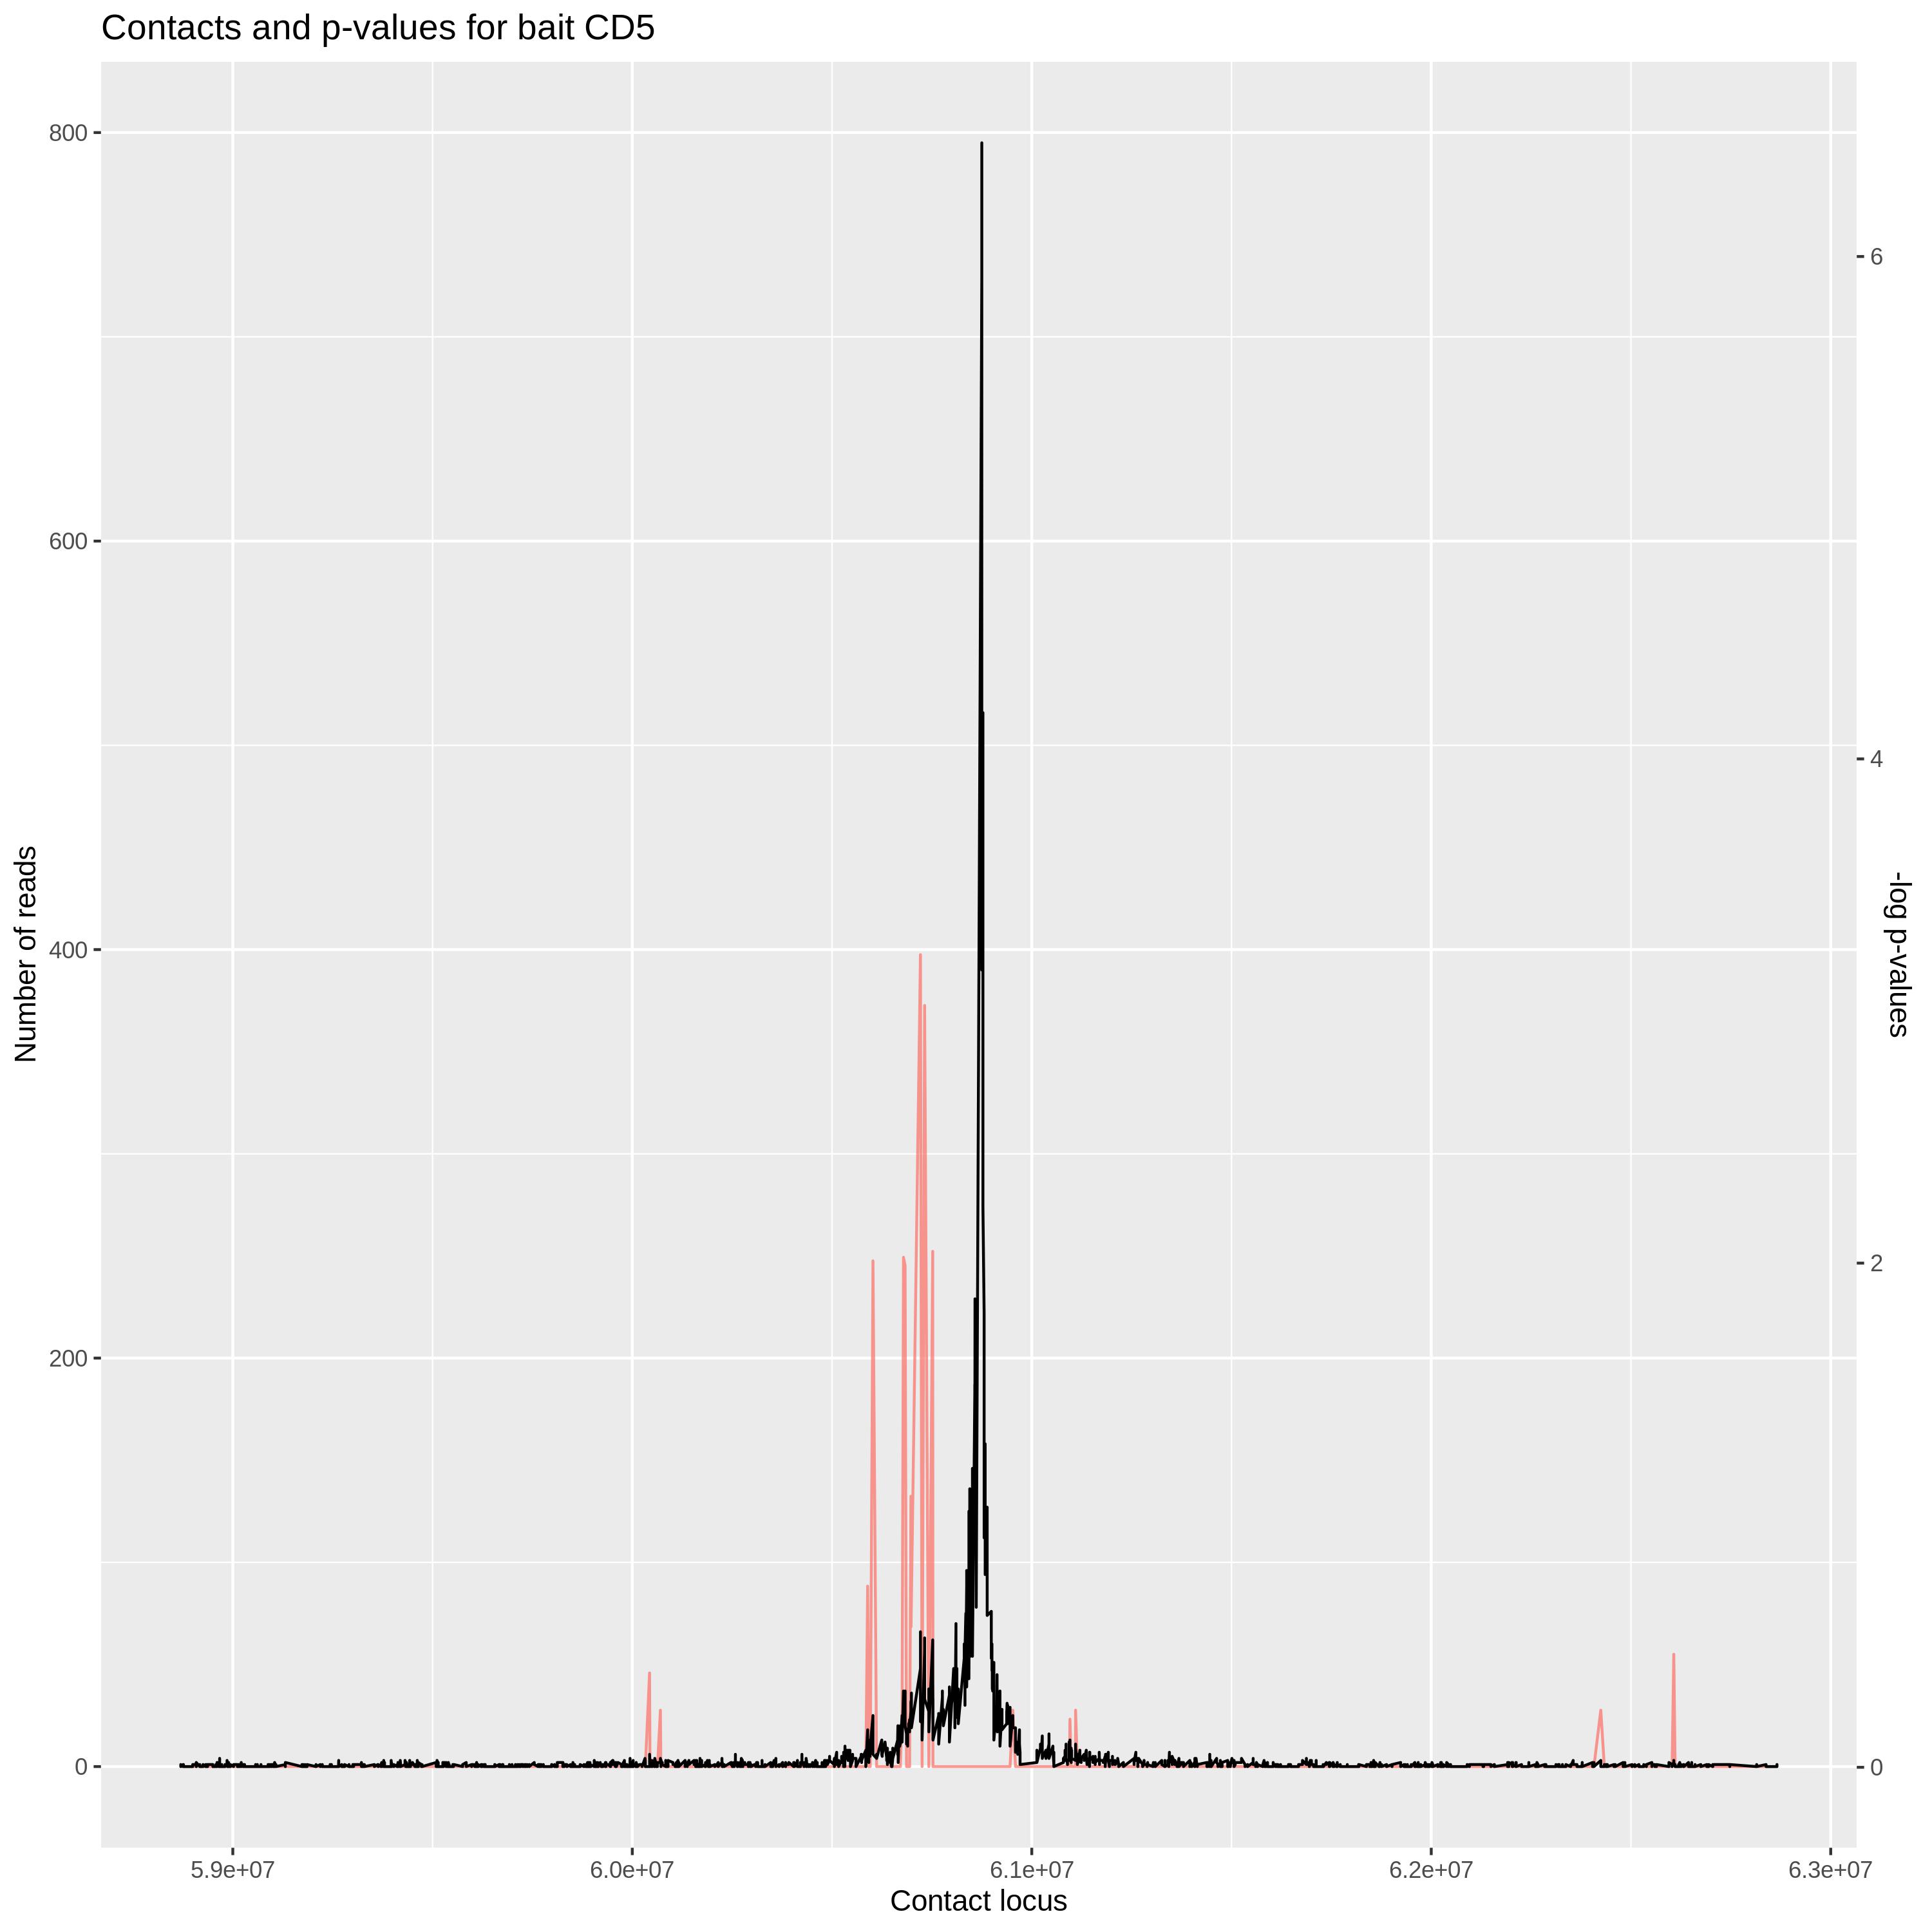 Contacts and p-values for bait CD5
800
600
400
200
0
Number of reads
6
4
2
0
-log p-values
5.9e+07
6.0e+07
6.1e+07
6.2e+07
6.3e+07
Contact locus